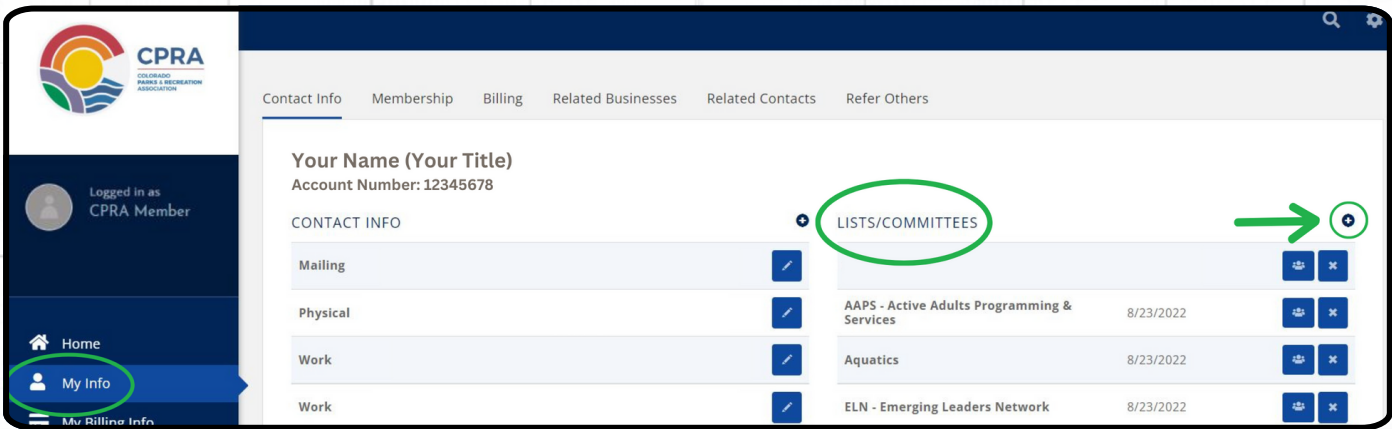 CPRA
COLORADO
PARKS & RECREATION
ASSOCIATION
Logged in as
CPRA Member
Home
My Info
My Billing Info
Contact Info Membership Billing Related Businesses Related Contacts Refer Others
Your Name (Your Title)
Account Number: 12345678
CONTACT INFO
Mailing
Physical
Work
Work
LISTS/COMMITTEES
AAPS - Active Adults Programming &
Services 8/23/2022
Aquatics 8/23/2022
ELN - Emerging Leaders Network 8/23/2022